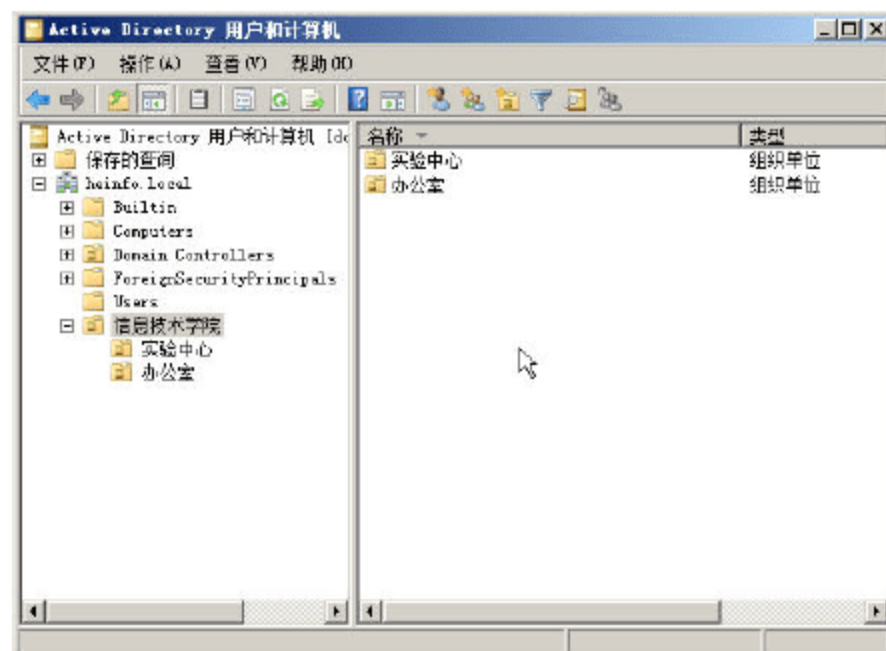 Active Directory 用户和计算机
文件(F) 操作(A) 查看(V) 帮助(H)
Active Directory 用户和计算机 [dc
名称 类型
保存的查询
实验中心 组织单位
heinfo.local
办公室 组织单位
Builtin
Computers
Domain Controllers
ForeignSecurityPrincipals
Users
信息技术学院
实验中心
办公室